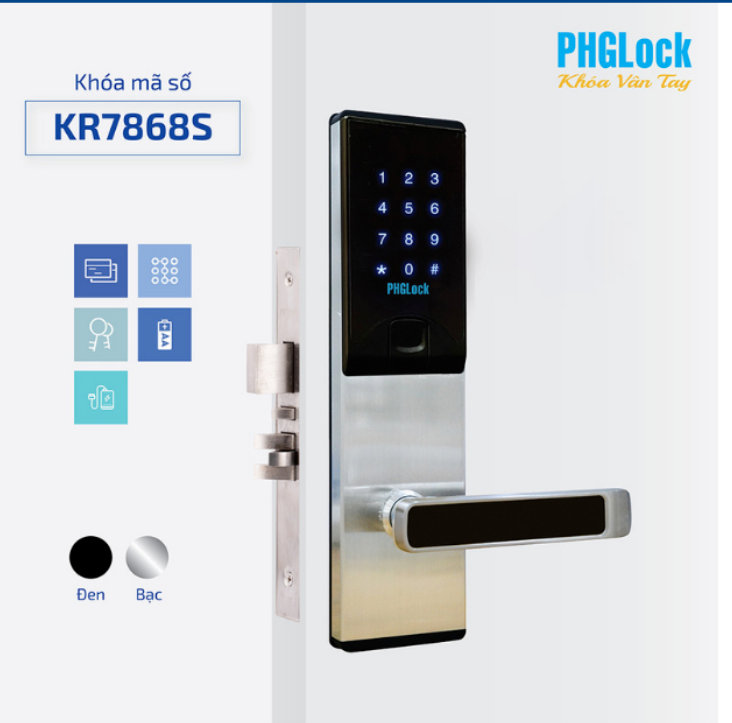 PHGLock
Khóa Vân Tay
Khóa mã số
KR7868S
1 2 3
4 5 6
7 8 9
* 0 #
PHGLock
AA
Đen
Bạc